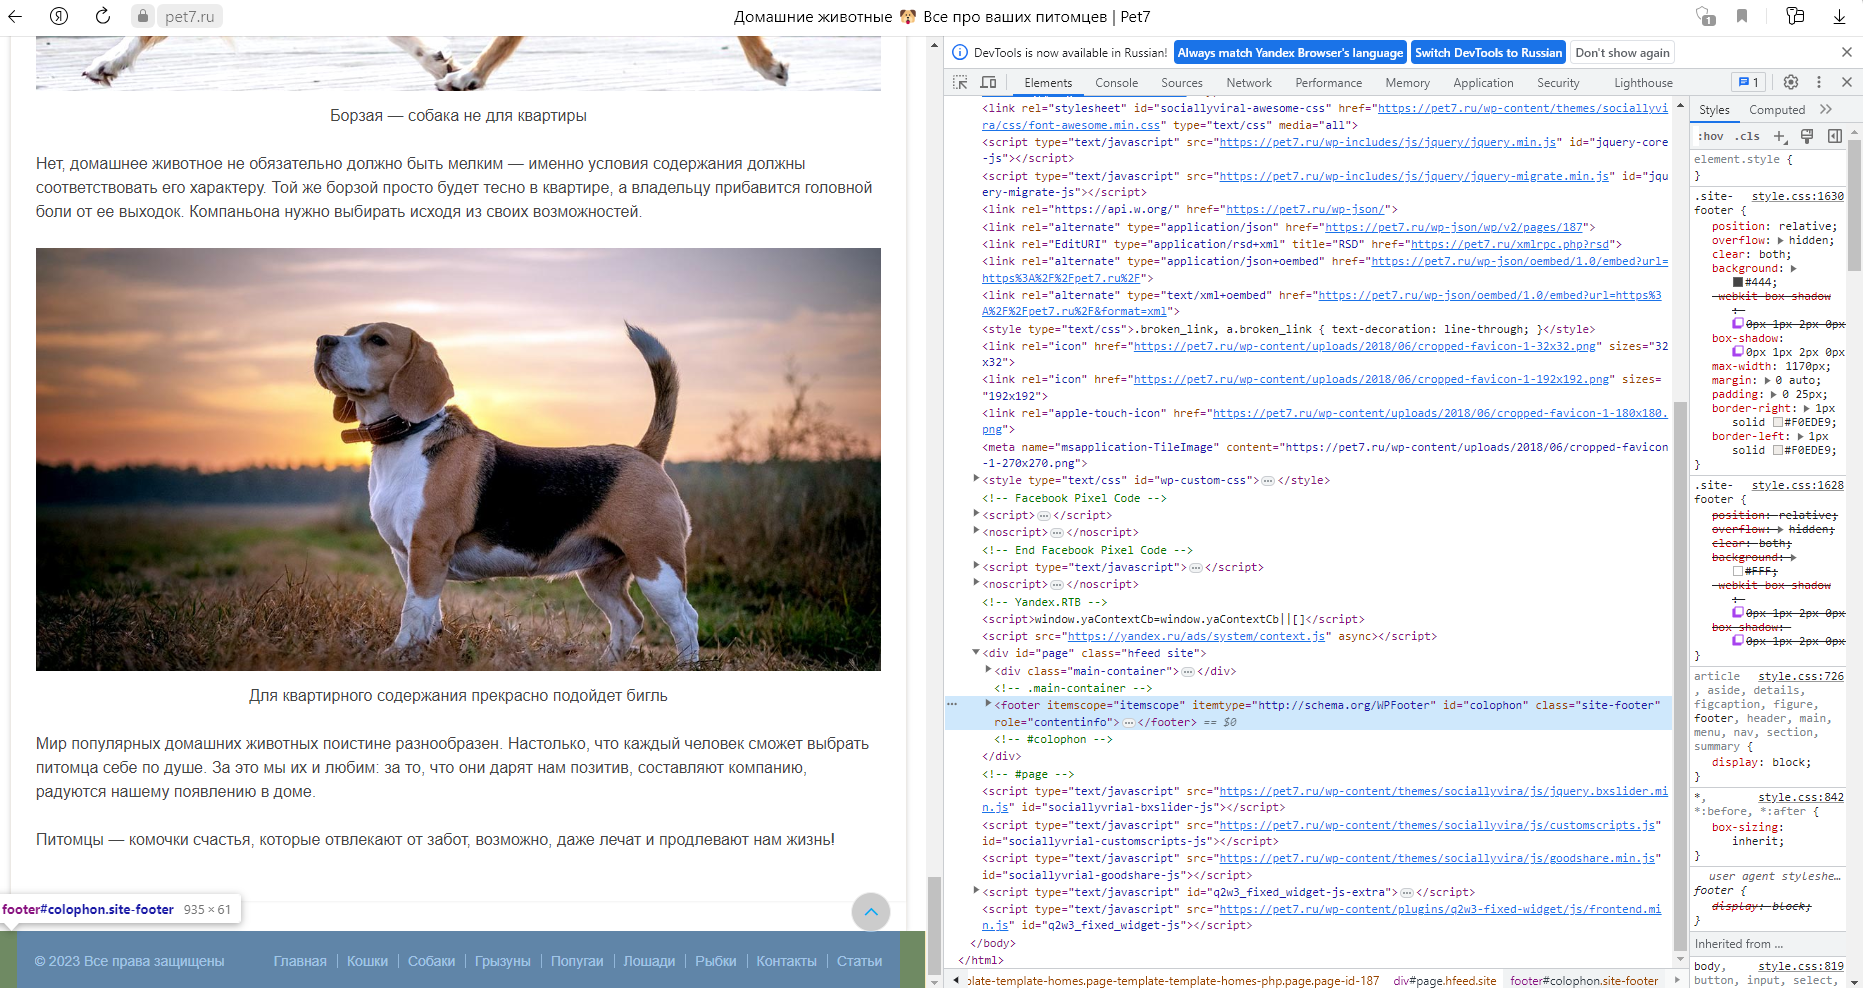 pet7.ru
Домашние животные 🐶 Все про ваших питомцев | Pet7
1
Борзая — собака не для квартиры
Нет, домашнее животное не обязательно должно быть мелким — именно условия содержания должны
соответствовать его характеру. Той же борзой просто будет тесно в квартире, а владельцу прибавится головной
боли от ее выходок. Компаньона нужно выбирать исходя из своих возможностей.
Для квартирного содержания прекрасно подойдет бигль
Мир популярных домашних животных поистине разнообразен. Настолько, что каждый человек сможет выбрать
питомца себе по душе. За это мы их и любим: за то, что они дарят нам позитив, составляют компанию,
радуются нашему появлению в доме.
Питомцы — комочки счастья, которые отвлекают от забот, возможно, даже лечат и продлевают нам жизнь!
footer#colophon.site-footer 935 × 61
© 2023 Все права защищены Главная | Кошки | Собаки | Грызуны | Попугаи | Лошади | Рыбки | Контакты | Статьи
DevTools is now available in Russian! Always match Yandex Browser's language Switch DevTools to Russian Don't show again
Elements Console Sources Network Performance Memory Application Security Lighthouse 1
<link rel="stylesheet" id="sociallyviral-awesome-css" href="https://pet7.ru/wp-content/themes/sociallyvi
ra/css/font-awesome.min.css" type="text/css" media="all">
<script type="text/javascript" src="https://pet7.ru/wp-includes/js/jquery/jquery.min.js" id="jquery-core
-js"></script>
<script type="text/javascript" src="https://pet7.ru/wp-includes/js/jquery/jquery-migrate.min.js" id="jqu
ery-migrate-js"></script>
<link rel="https://api.w.org/" href="https://pet7.ru/wp-json/">
<link rel="alternate" type="application/json" href="https://pet7.ru/wp-json/wp/v2/pages/187">
<link rel="EditURI" type="application/rsd+xml" title="RSD" href="https://pet7.ru/xmlrpc.php?rsd">
<link rel="alternate" type="application/json+oembed" href="https://pet7.ru/wp-json/oembed/1.0/embed?url=
https%3A%2F%2Fpet7.ru%2F">
<link rel="alternate" type="text/xml+oembed" href="https://pet7.ru/wp-json/oembed/1.0/embed?url=https%3
A%2F%2Fpet7.ru%2F&format=xml">
<style type="text/css">.broken_link, a.broken_link { text-decoration: line-through; }</style>
<link rel="icon" href="https://pet7.ru/wp-content/uploads/2018/06/cropped-favicon-1-32x32.png" sizes="32
x32">
<link rel="icon" href="https://pet7.ru/wp-content/uploads/2018/06/cropped-favicon-1-192x192.png" sizes=
"192x192">
<link rel="apple-touch-icon" href="https://pet7.ru/wp-content/uploads/2018/06/cropped-favicon-1-180x180.
png">
<meta name="msapplication-TileImage" content="https://pet7.ru/wp-content/uploads/2018/06/cropped-favicon
-1-270x270.png">
<style type="text/css" id="wp-custom-css">…</style>
<!-- Facebook Pixel Code -->
<script>…</script>
<noscript>…</noscript>
<!-- End Facebook Pixel Code -->
<script type="text/javascript">…</script>
<noscript>…</noscript>
<!-- Yandex.RTB -->
<script>window.yaContextCb=window.yaContextCb||[]</script>
<script src="https://yandex.ru/ads/system/context.js" async></script>
<div id="page" class="hfeed site">
<div class="main-container">…</div>
<!-- .main-container -->
<footer itemscope="itemscope" itemtype="http://schema.org/WPFooter" id="colophon" class="site-footer"
role="contentinfo">…</footer> == $0
<!-- #colophon -->
</div>
<!-- #page -->
<script type="text/javascript" src="https://pet7.ru/wp-content/themes/sociallyvira/js/jquery.bxslider.mi
n.js" id="sociallyvrial-bxslider-js"></script>
<script type="text/javascript" src="https://pet7.ru/wp-content/themes/sociallyvira/js/customscripts.js"
id="sociallyvrial-customscripts-js"></script>
<script type="text/javascript" src="https://pet7.ru/wp-content/themes/sociallyvira/js/goodshare.min.js"
id="sociallyvrial-goodshare-js"></script>
<script type="text/javascript" id="q2w3_fixed_widget-js-extra">…</script>
<script type="text/javascript" src="https://pet7.ru/wp-content/plugins/q2w3-fixed-widget/js/frontend.mi
n.js" id="q2w3_fixed_widget-js"></script>
</body>
</html>
plate-template-homes.page-template-template-homes-php.page.page-id-187 div#page.hfeed.site footer#colophon.site-footer
Styles Computed
:hov .cls
element.style {
}
.site- style.css:1630
footer {
position: relative;
overflow: hidden;
clear: both;
background:
#444;
-webkit-box-shadow
:
0px 1px 2px 0px
box-shadow:
0px 1px 2px 0px
max-width: 1170px;
margin: 0 auto;
padding: 0 25px;
border-right: 1px
solid #F0EDE9;
border-left: 1px
solid #F0EDE9;
}
.site- style.css:1628
footer {
position: relative;
overflow: hidden;
clear: both;
background:
#FFF;
-webkit-box-shadow
:
0px 1px 2px 0px
box-shadow:
0px 1px 2px 0px
}
article style.css:726
, aside, details,
figcaption, figure,
footer, header, main,
menu, nav, section,
summary {
display: block;
}
*, style.css:842
*:before, *:after {
box-sizing:
inherit;
}
user agent styleshe…
footer {
display: block;
}
Inherited from ...
body, style.css:819
button, input, select,